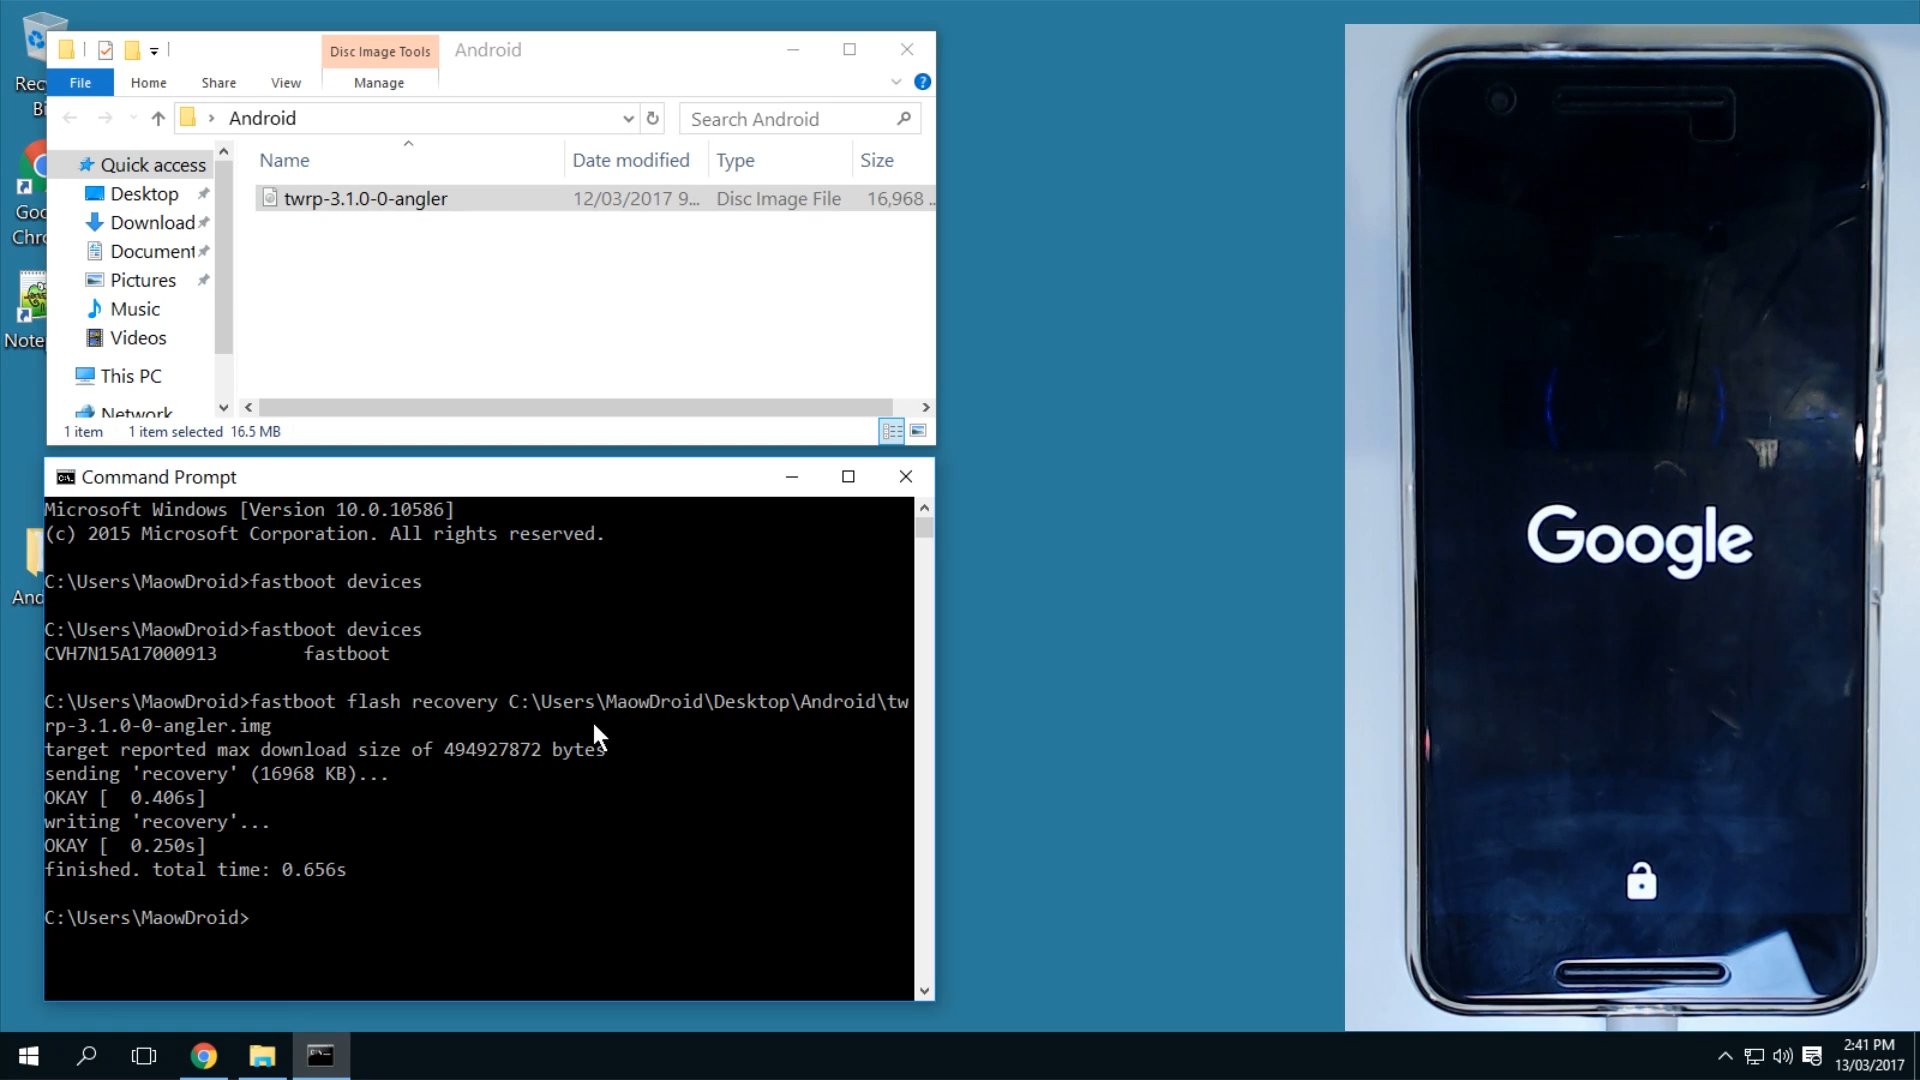 Rec
Bi
Goo
Chro
Note
And
Disc Image Tools
Android
File
Home
Share
View
Manage
Android
Search Android
Quick access
Desktop
Download
Document
Pictures
Music
Videos
This PC
Network
Name
Date modified
Type
Size
twrp-3.1.0-0-angler
12/03/2017 9...
Disc Image File
16,968 ..
1 item
1 item selected 16.5 MB
Command Prompt
Microsoft Windows [Version 10.0.10586]
(c) 2015 Microsoft Corporation. All rights reserved.
C:\Users\MaowDroid>fastboot devices
C:\Users\MaowDroid>fastboot devices
CVH7N15A17000913 fastboot
C:\Users\MaowDroid>fastboot flash recovery C:\Users\MaowDroid\Desktop\Android\tw
rp-3.1.0-0-angler.img
target reported max download size of 494927872 bytes
sending 'recovery' (16968 KB)...
OKAY [ 0.406s]
writing 'recovery'...
OKAY [ 0.250s]
finished. total time: 0.656s
C:\Users\MaowDroid>
Google
2:41 PM
13/03/2017